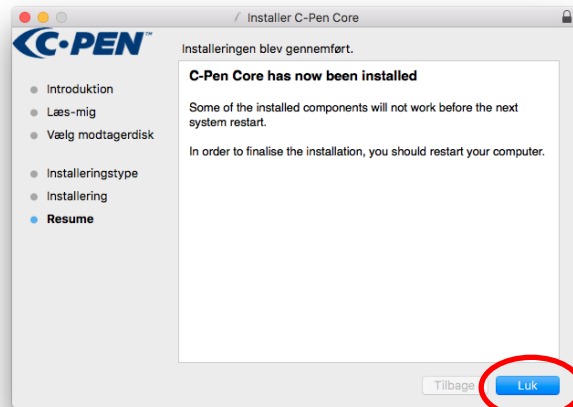 Installer C-Pen Core
C-PEN™
Installeringen blev gennemført.
Introduktion
Læs-mig
Vælg modtagerdisk
Installeringstype
Installering
Resume
C-Pen Core has now been installed
Some of the installed components will not work before the next
system restart.
In order to finalise the installation, you should restart your computer.
Tilbage
Luk